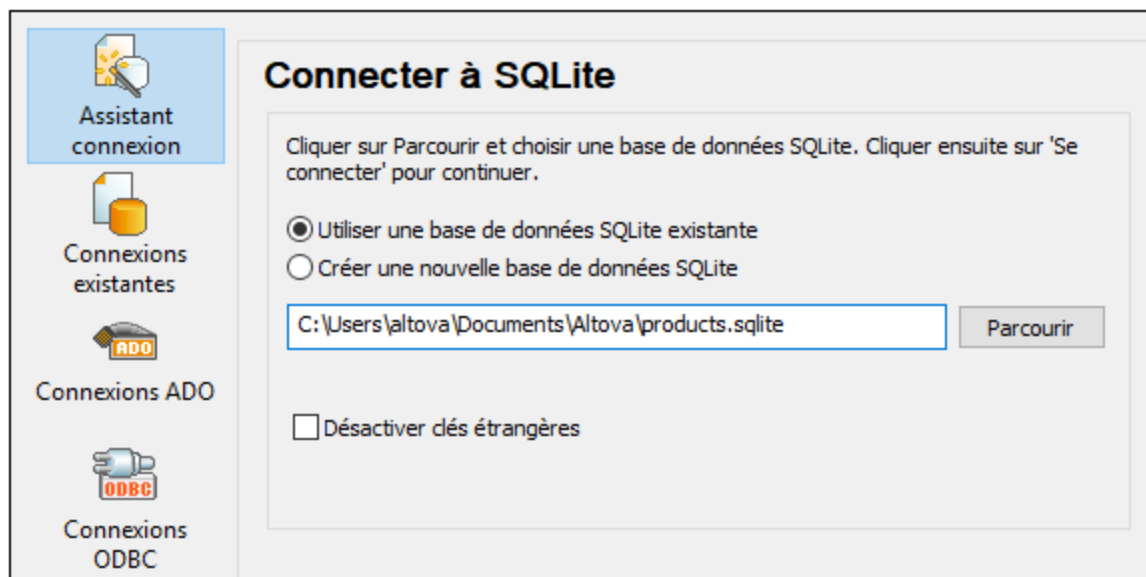 Assistant
connexion
Connexions
existantes
ADO
Connexions ADO
ODBC
Connexions
ODBC
Connecter à SQLite
Cliquer sur Parcourir et choisir une base de données SQLite. Cliquer ensuite sur 'Se
connecter' pour continuer.
Utiliser une base de données SQLite existante
Créer une nouvelle base de données SQLite
C:\Users\altova\Documents\Altova\products.sqlite
Parcourir
Désactiver clés étrangères